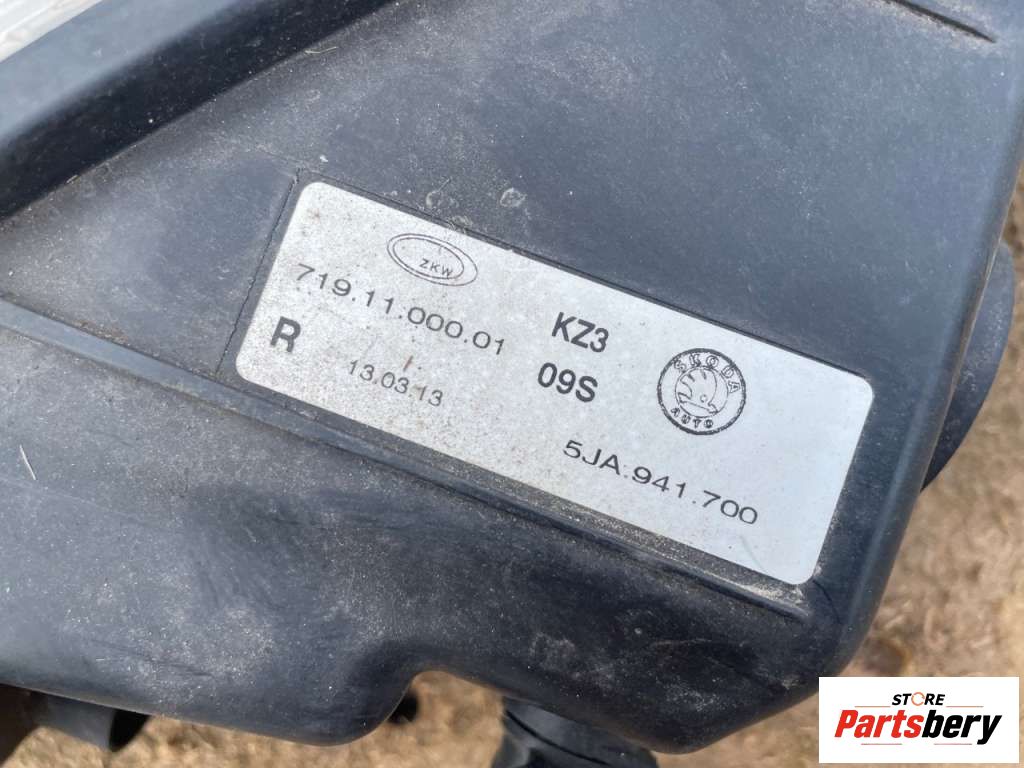 ZKW
719.11.000.01
R
13.03.13
KZ3
09S
SKODA
AUTO
5JA.941.700
STORE
Partsbery